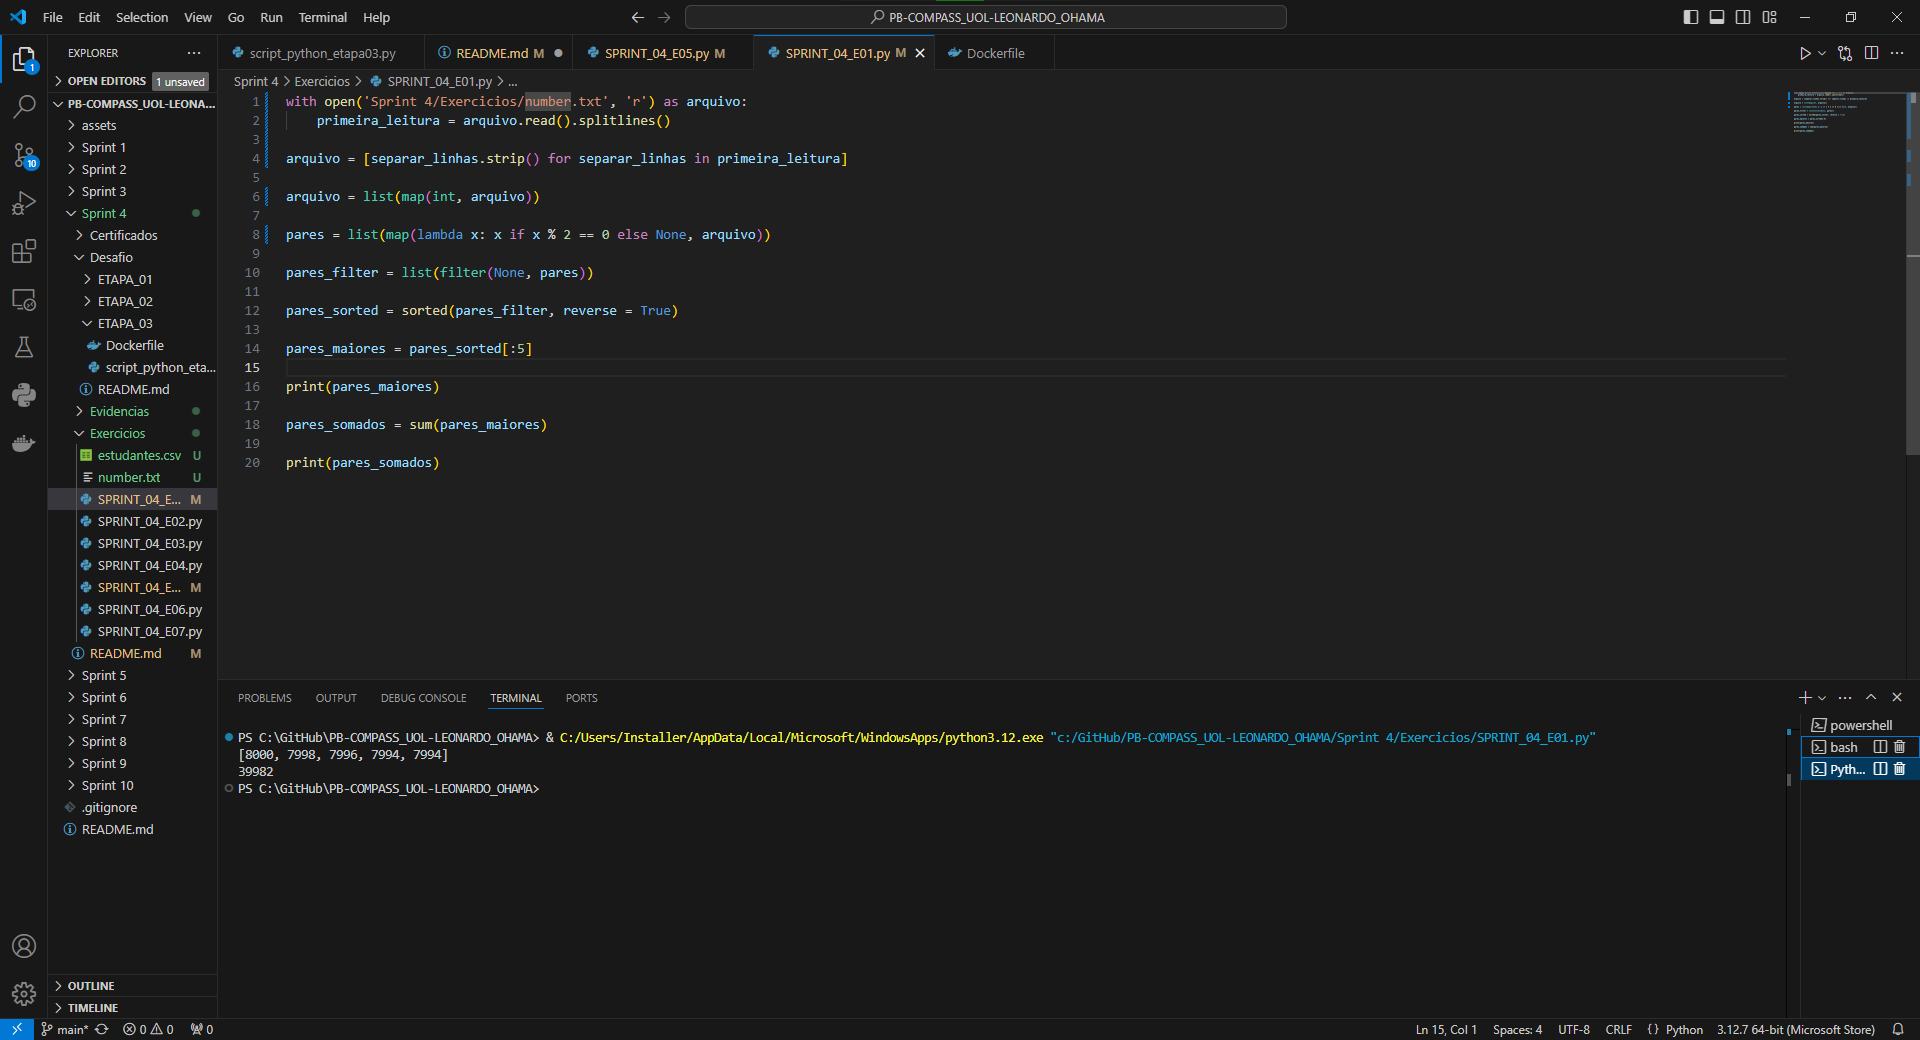 File Edit Selection View Go Run Terminal Help
PB-COMPASS_UOL-LEONARDO_OHAMA
EXPLORER
script_python_etapa03.py
README.md M
SPRINT_04_E05.py M
SPRINT_04_E01.py M
Dockerfile
OPEN EDITORS 1 unsaved
Sprint 4 > Exercicios > SPRINT_04_E01.py > ...
PB-COMPASS_UOL-LEONA...
assets
Sprint 1
Sprint 2
Sprint 3
Sprint 4
Certificados
Desafio
ETAPA_01
ETAPA_02
ETAPA_03
Dockerfile
script_python_eta...
README.md
Evidencias
Exercicios
estudantes.csv U
number.txt U
SPRINT_04_E... M
SPRINT_04_E02.py
SPRINT_04_E03.py
SPRINT_04_E04.py
SPRINT_04_E... M
SPRINT_04_E06.py
SPRINT_04_E07.py
README.md M
Sprint 5
Sprint 6
Sprint 7
Sprint 8
Sprint 9
Sprint 10
.gitignore
README.md
OUTLINE
TIMELINE
1
10
1 with open('Sprint 4/Exercicios/number.txt', 'r') as arquivo:
2 primeira_leitura = arquivo.read().splitlines()
3
4 arquivo = [separar_linhas.strip() for separar_linhas in primeira_leitura]
5
6 arquivo = list(map(int, arquivo))
7
8 pares = list(map(lambda x: x if x % 2 == 0 else None, arquivo))
9
10 pares_filter = list(filter(None, pares))
11
12 pares_sorted = sorted(pares_filter, reverse = True)
13
14 pares_maiores = pares_sorted[:5]
15
16 print(pares_maiores)
17
18 pares_somados = sum(pares_maiores)
19
20 print(pares_somados)
PROBLEMS OUTPUT DEBUG CONSOLE TERMINAL PORTS
PS C:\GitHub\PB-COMPASS_UOL-LEONARDO_OHAMA> & C:/Users/Installer/AppData/Local/Microsoft/WindowsApps/python3.12.exe "c:/GitHub/PB-COMPASS_UOL-LEONARDO_OHAMA/Sprint 4/Exercicios/SPRINT_04_E01.py"
[8000, 7998, 7996, 7994, 7994]
39982
PS C:\GitHub\PB-COMPASS_UOL-LEONARDO_OHAMA>
powershell
bash
Pyth...
main* 0 0 0
Ln 15, Col 1 Spaces: 4 UTF-8 CRLF {} Python 3.12.7 64-bit (Microsoft Store)